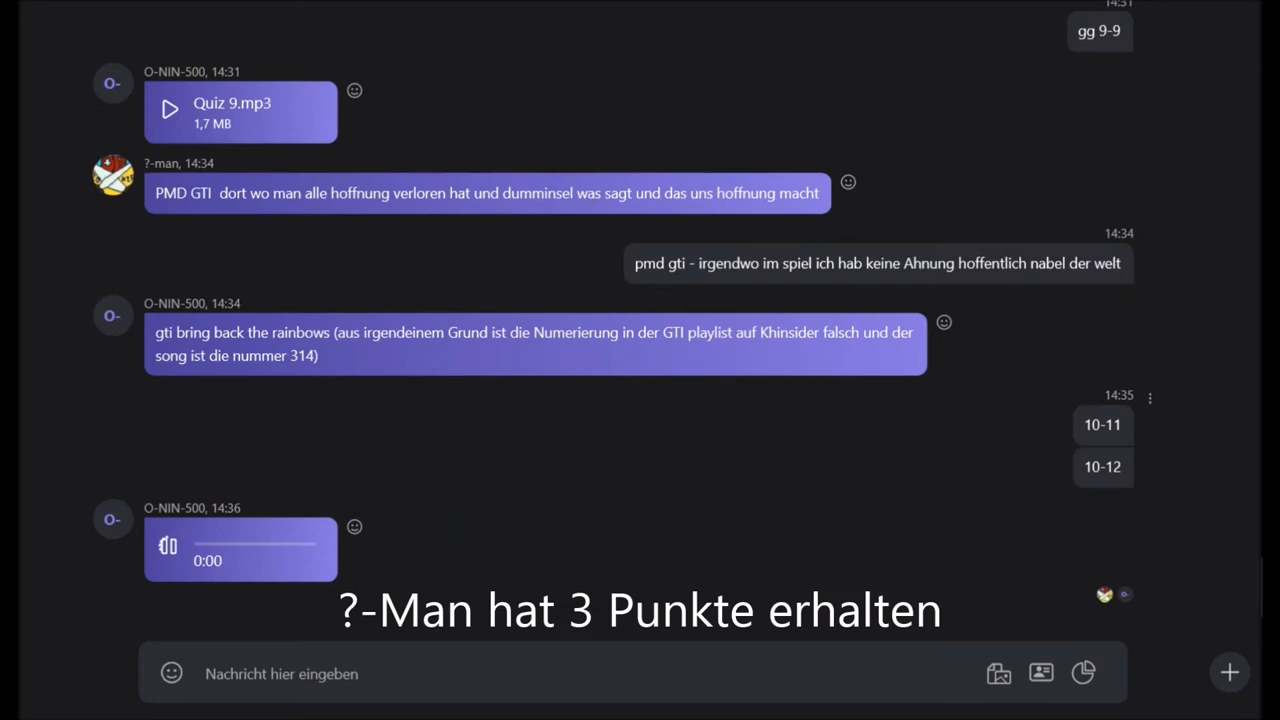 14:31
gg 9-9
O-NIN-500, 14:31
O-
Quiz 9.mp3
1,7 MB
?-man, 14:34
PMD GTI dort wo man alle hoffnung verloren hat und dumminsel was sagt und das uns hoffnung macht
14:34
pmd gti - irgendwo im spiel ich hab keine Ahnung hoffentlich nabel der welt
O-NIN-500, 14:34
O-
gti bring back the rainbows (aus irgendeinem Grund ist die Numerierung in der GTI playlist auf Khinsider falsch und der
song ist die nummer 314)
14:35
10-11
10-12
O-NIN-500, 14:36
O-
0:00
?-Man hat 3 Punkte erhalten
O-
Nachricht hier eingeben